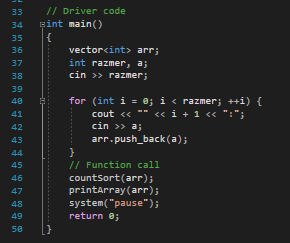 33 // Driver code
34 int main()
35 {
36 vector<int> arr;
37 int razmer, a;
38 cin >> razmer;
39
40 for (int i = 0; i < razmer; ++i) {
41 cout << "" << i + 1 << ":";
42 cin >> a;
43 arr.push_back(a);
44 }
45 // Function call
46 countSort(arr);
47 printArray(arr);
48 system("pause");
49 return 0;
50 }